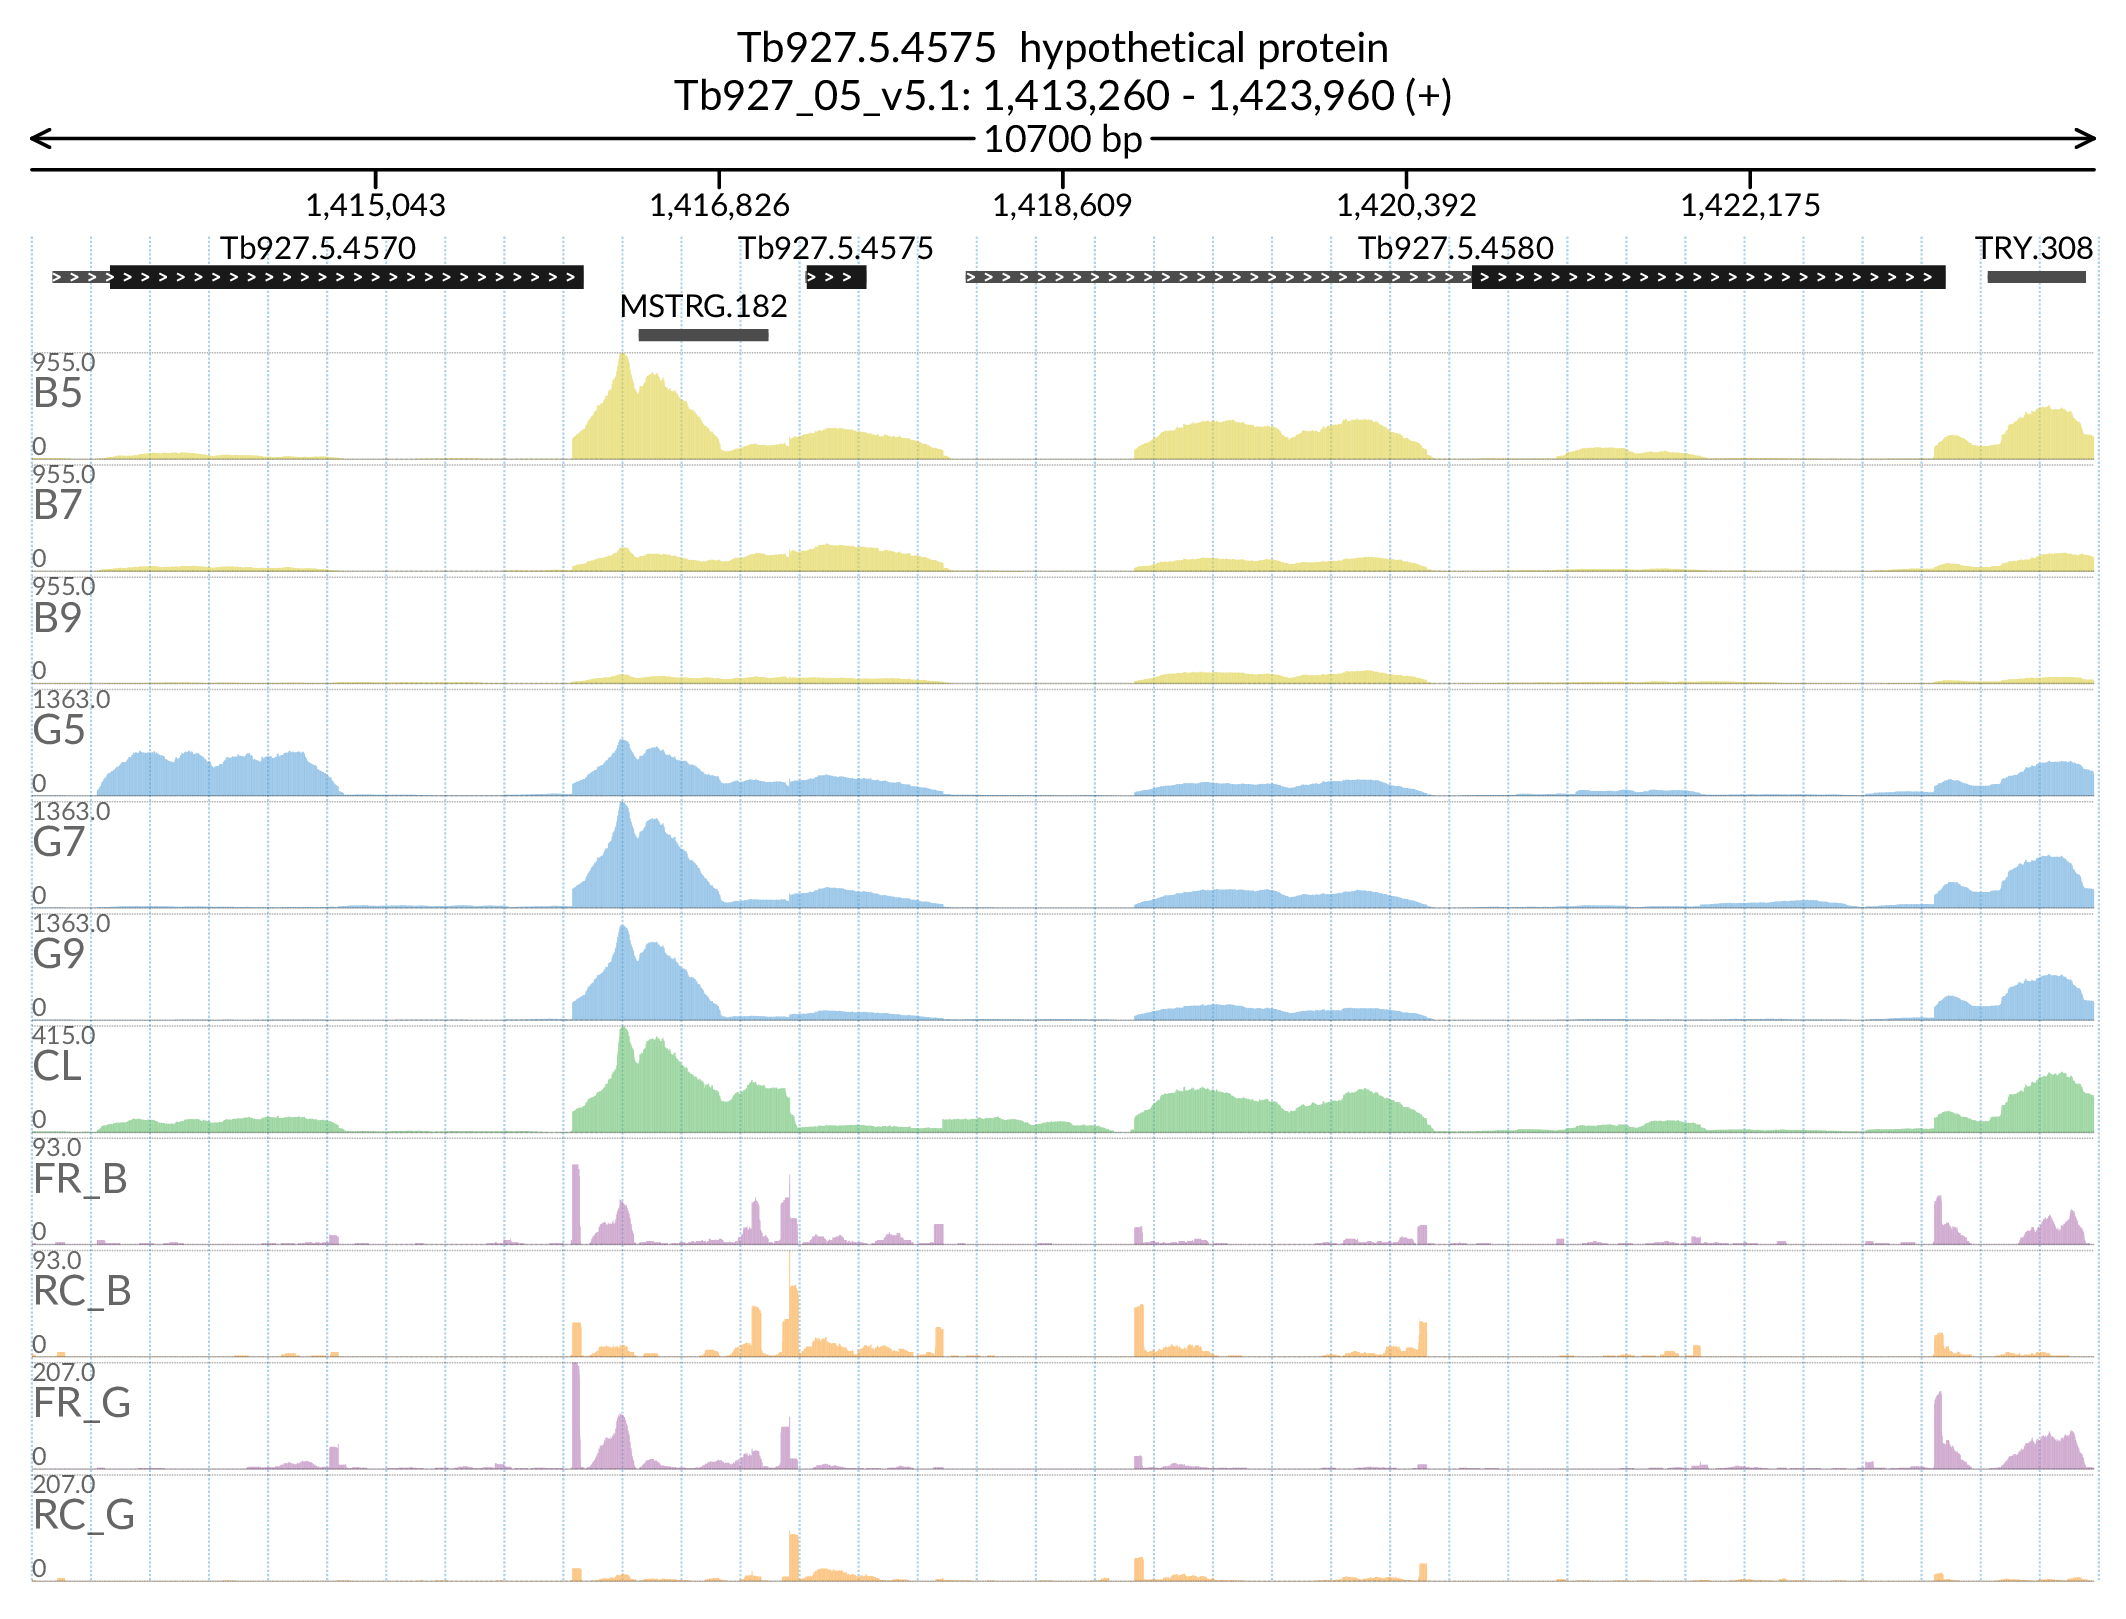 Tb927.5.4575  hypothetical protein
Tb927_05_v5.1: 1,413,260 - 1,423,960 (+)
10700 bp
1,415,043 1,416,826 1,418,609 1,420,392 1,422,175
Tb927.5.4570 Tb927.5.4575 Tb927.5.4580 TRY.308
MSTRG.182
955.0
B5
0
955.0
B7
0
955.0
B9
0
1363.0
G5
0
1363.0
G7
0
1363.0
G9
0
415.0
CL
0
93.0
FR_B
0
93.0
RC_B
0
207.0
FR_G
0
207.0
RC_G
0